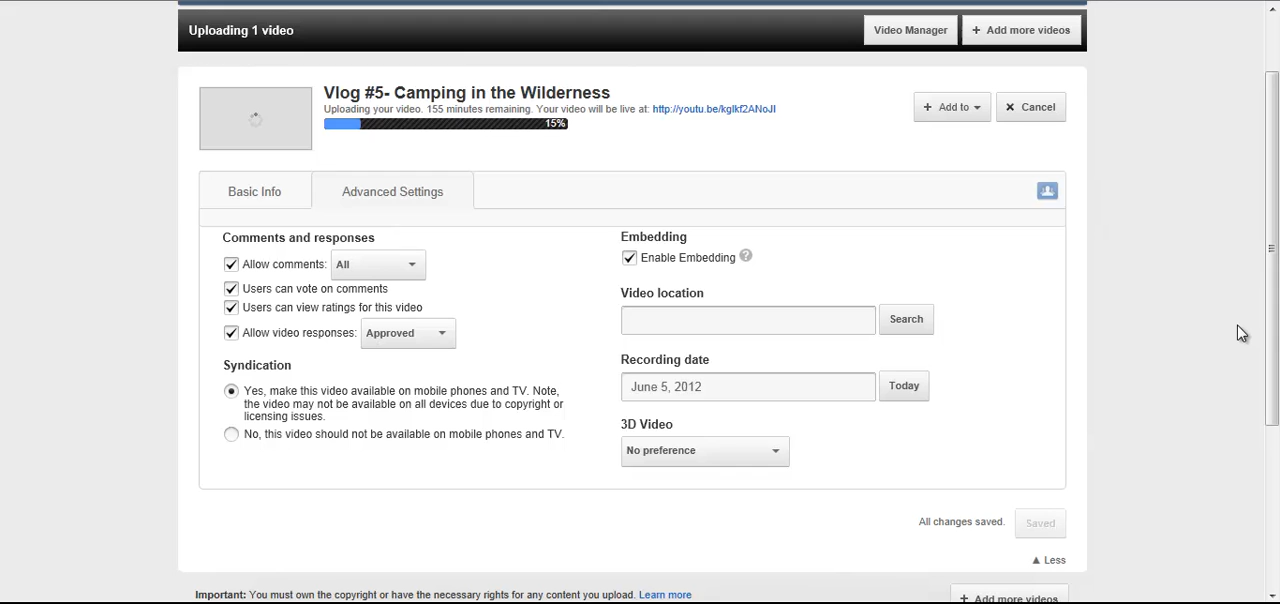 Uploading 1 video
Video Manager
+ Add more videos
Vlog #5- Camping in the Wilderness
Uploading your video. 155 minutes remaining. Your video will be live at: http://youtu.be/kglkf2ANoJI
15%
+ Add to
× Cancel
Basic Info
Advanced Settings
Comments and responses
Allow comments: All
Users can vote on comments
Users can view ratings for this video
Allow video responses: Approved
Syndication
Yes, make this video available on mobile phones and TV. Note,
the video may not be available on all devices due to copyright or
licensing issues.
No, this video should not be available on mobile phones and TV.
Embedding
Enable Embedding ?
Video location
Search
Recording date
June 5, 2012
Today
3D Video
No preference
All changes saved.
Saved
▲ Less
Important: You must own the copyright or have the necessary rights for any content you upload. Learn more
+ Add more videos